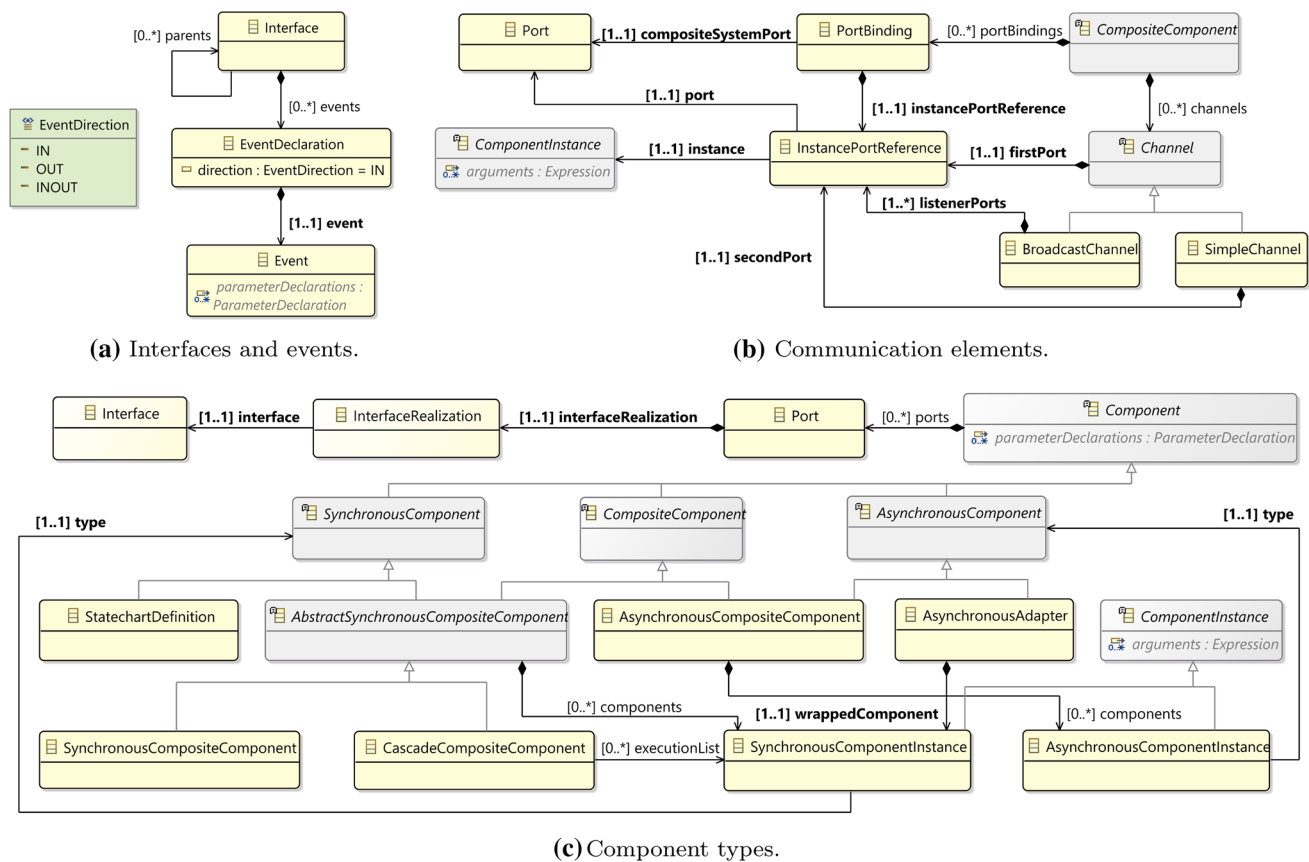 Interface
[0..*] parents
[0..*] events
EventDirection
IN
OUT
INOUT
EventDeclaration
direction : EventDirection = IN
[1..1] event
Event
parameterDeclarations :
0..*
ParameterDeclaration
(a) Interfaces and events.
Port
[1..1] compositeSystemPort
PortBinding
[0..*] portBindings
CompositeComponent
[1..1] port
[1..1] instancePortReference
[0..*] channels
ComponentInstance
0..*
arguments : Expression
[1..1] instance
InstancePortReference
[1..1] firstPort
Channel
[1..*] listenerPorts
[1..1] secondPort
BroadcastChannel
SimpleChannel
(b) Communication elements.
Interface
[1..1] interface
InterfaceRealization
[1..1] interfaceRealization
Port
[0..*] ports
Component
0..*
parameterDeclarations : ParameterDeclaration
[1..1] type
SynchronousComponent
CompositeComponent
AsynchronousComponent
[1..1] type
StatechartDefinition
AbstractSynchronousCompositeComponent
AsynchronousCompositeComponent
AsynchronousAdapter
ComponentInstance
0..*
arguments : Expression
[0..*] components
[1..1] wrappedComponent
[0..*] components
SynchronousCompositeComponent
CascadeCompositeComponent
[0..*] executionList
SynchronousComponentInstance
AsynchronousComponentInstance
(c) Component types.